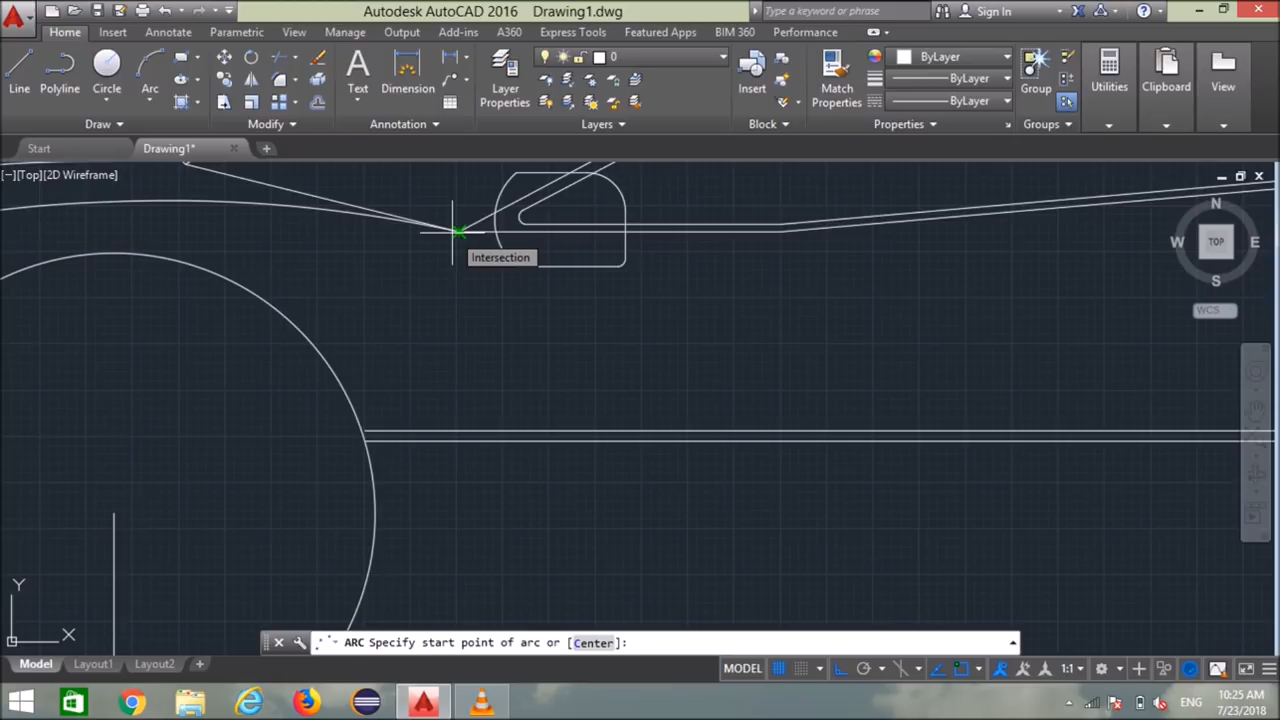 Autodesk AutoCAD 2016 Drawing1.dwg
Type a keyword or phrase
Sign In
Home Insert Annotate Parametric View Manage Output Add-ins A360 Express Tools Featured Apps BIM 360 Performance
Line
Polyline
Circle
Arc
Text
Dimension
Layer
Properties
0
Insert
Match
Properties
ByLayer
ByLayer
ByLayer
Group
Utilities
Clipboard
View
Draw
Modify
Annotation
Layers
Block
Properties
Groups
Start
Drawing1*
[−][Top][2D Wireframe]
N
W TOP E
S
WCS
Intersection
Y
X
ARC Specify start point of arc or [Center]:
Model Layout1 Layout2
MODEL
1:1
ENG
10:25 AM
7/23/2018